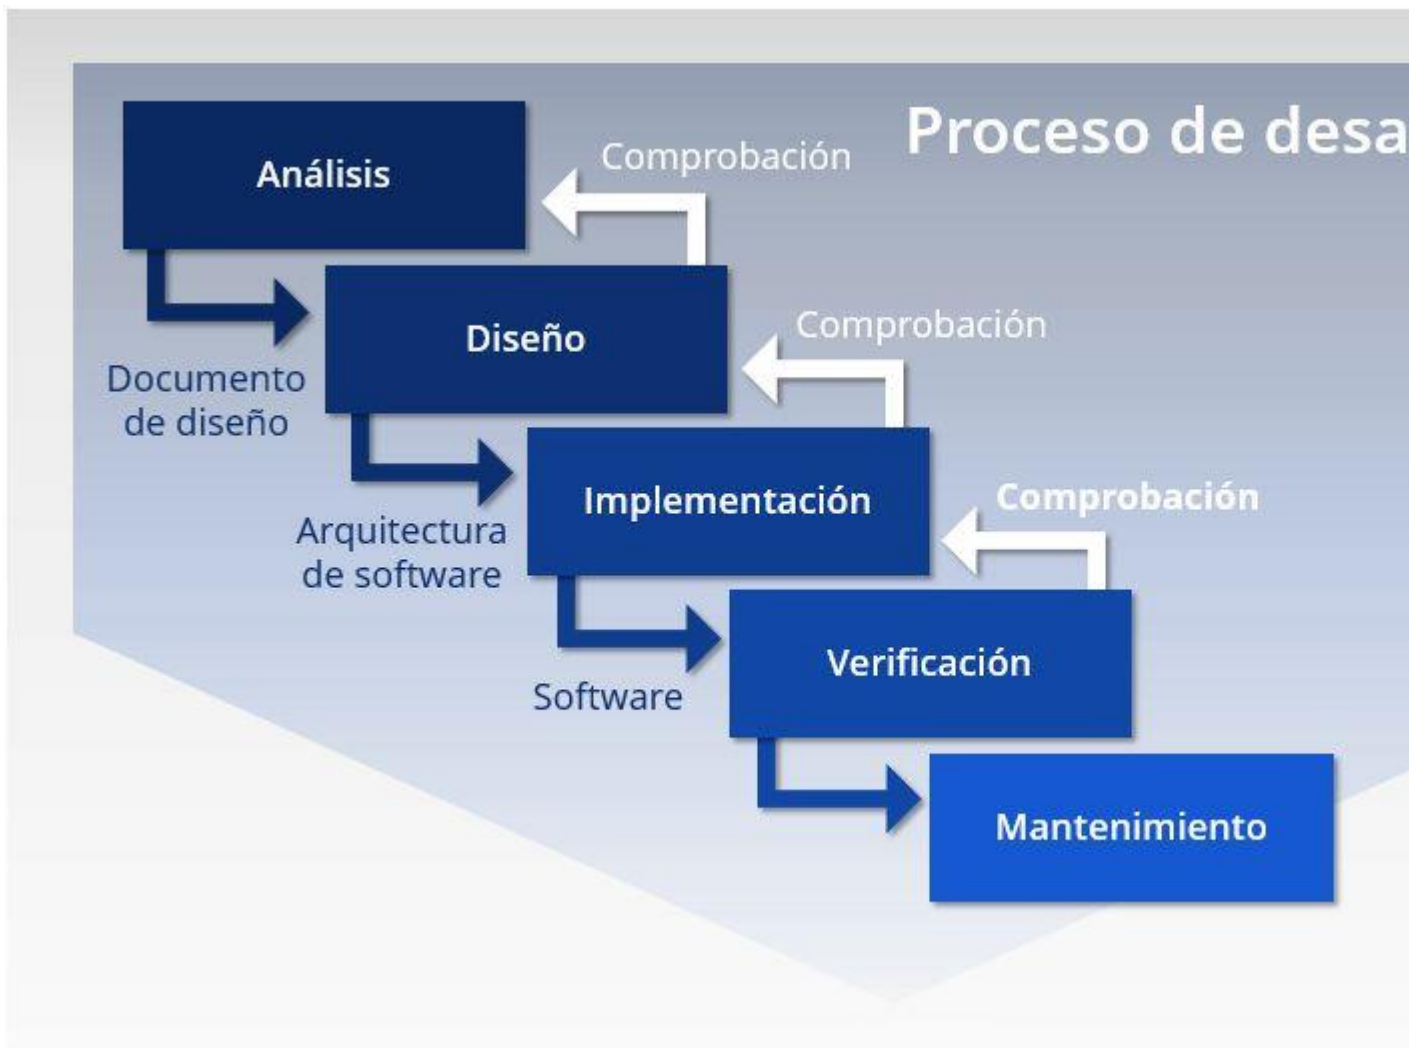 Proceso de desa
Análisis
Comprobación
Diseño
Comprobación
Documento
de diseño
Implementación
Comprobación
Arquitectura
de software
Verificación
Software
Mantenimiento